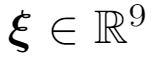 𝝃 ∈ ℝ⁹